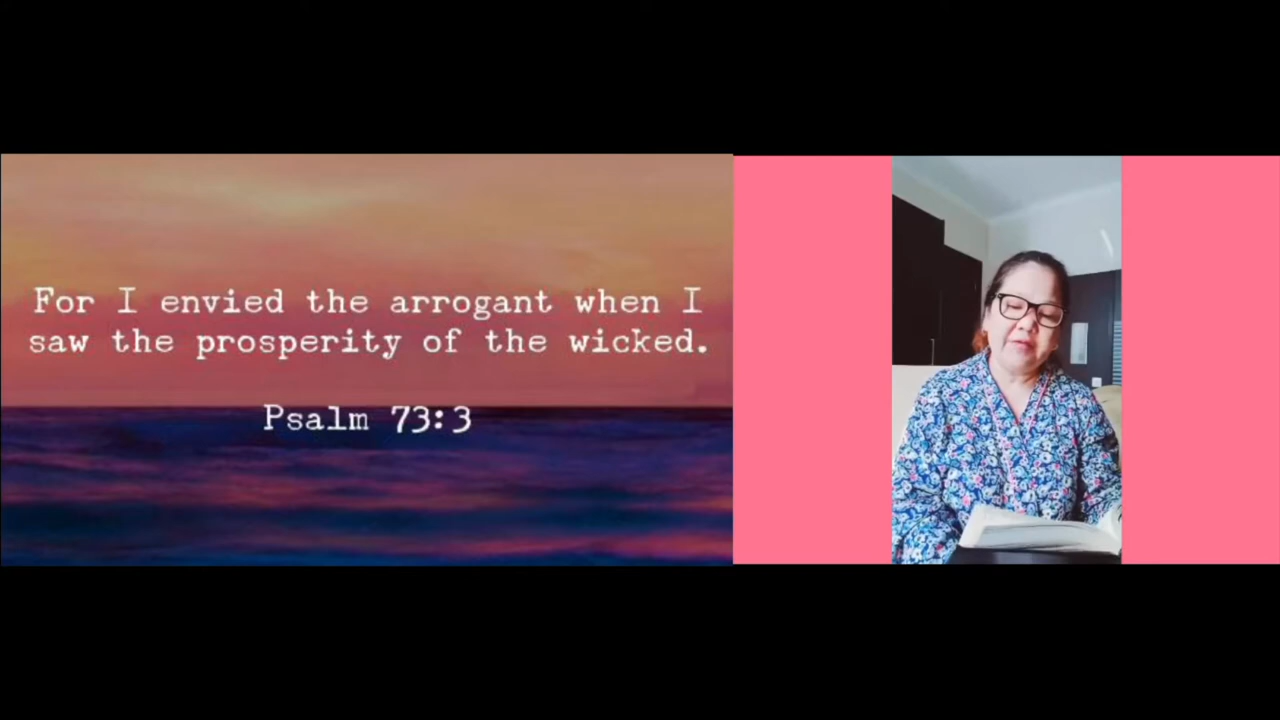 For I envied the arrogant when I
saw the prosperity of the wicked.
Psalm 73:3